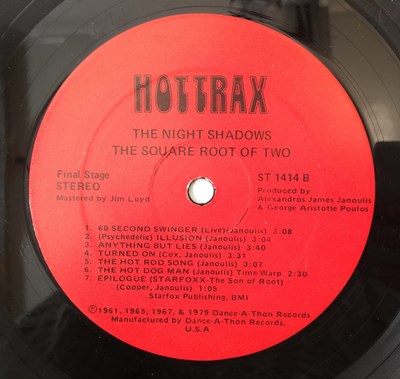 HOTTRAX
THE NIGHT SHADOWS
THE SQUARE ROOT OF TWO
Final Stage
STEREO
Mastered by Jim Loyd
ST 1414 B
Produced by
Alexandros James Janoulis
& George Aristotle Poulos
1. 60 SECOND SWINGER (Live)(Janoulis) 3:08
2. (Psychedelic) ILLUSION (Janoulis) 3:04
3. ANYTHING BUT LIES (Janoulis) 3:40
4. TURNED ON (Cox, Janoulis) 3:31
5. THE HOT ROD SONG (Janoulis) 3:07
6. THE HOT DOG MAN (Janoulis) Time Warp 2:30
7. EPILOGUE (STARFOXX-The Son of Root)
(Cooper, Janoulis) 1:05
Starfox Publishing, BMI
℗1961, 1965, 1967, & 1979 Dance-A-Thon Records
Manufactured by Dance-A-Thon Records,
U.S.A.